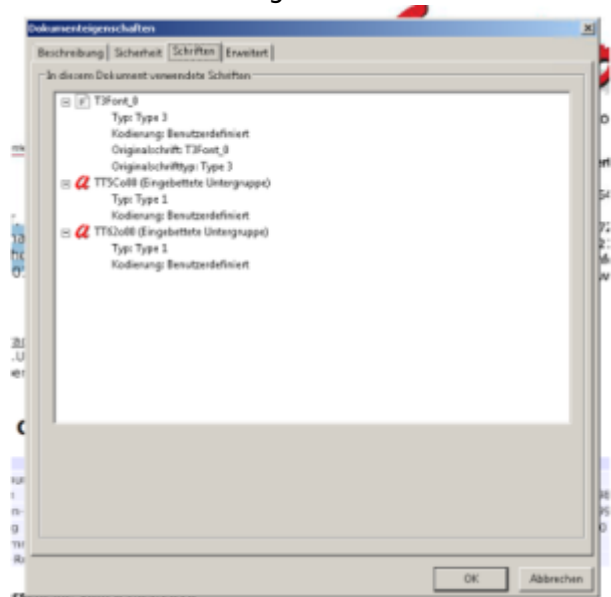 Dokumenteigenschaften
Beschreibung Sicherheit Schriften Erweitert
In diesem Dokument verwendete Schriften
T3Font_0
Typ: Type 3
Kodierung: Benutzerdefiniert
Originalschrift: T3Font_0
Originalschrifttyp: Type 3
TT5Co00 (Eingebettete Untergruppe)
Typ: Type 1
Kodierung: Benutzerdefiniert
TT62o00 (Eingebettete Untergruppe)
Typ: Type 1
Kodierung: Benutzerdefiniert
OK Abbrechen